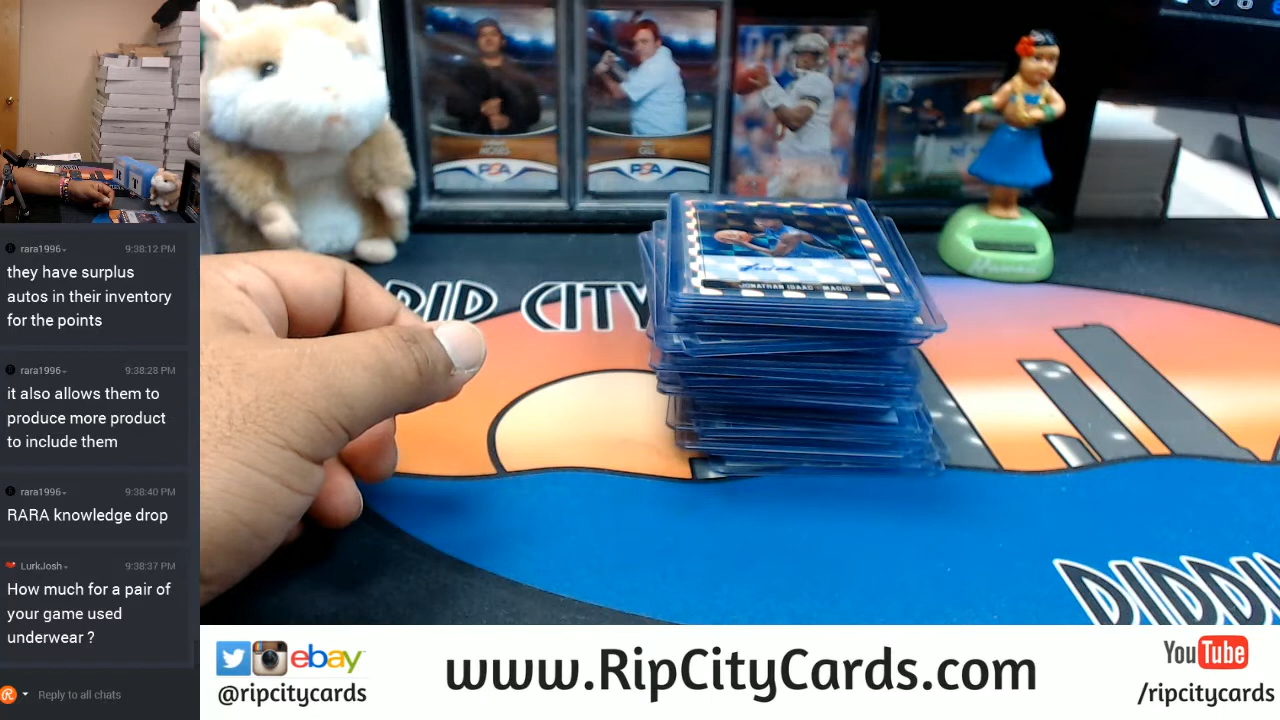 rara1996
9:38:12 PM
they have surplus
autos in their inventory
for the points
rara1996
9:38:28 PM
it also allows them to
produce more product
to include them
rara1996
9:38:40 PM
RARA knowledge drop
LurkJosh
9:38:37 PM
How much for a pair of
your game used
underwear ?
Reply to all chats
PSA
PSA
JONATHAN ISAAC - MAGIC
RIP CITY
ebay
@ripcitycards
www.RipCityCards.com
YouTube
/ripcitycards